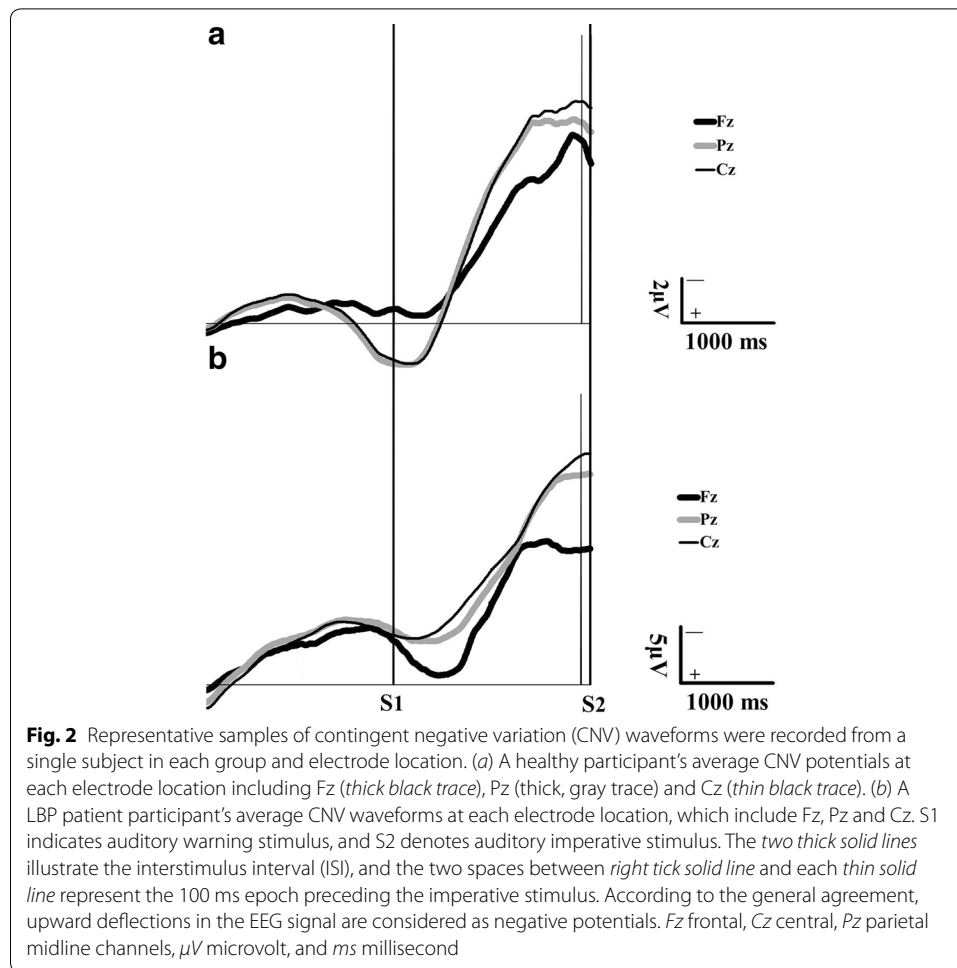 a
Fz
Pz
Cz
2µV
—
+
1000 ms
b
Fz
Pz
Cz
5µV
—
+
1000 ms
S1 S2
Fig. 2 Representative samples of contingent negative variation (CNV) waveforms were recorded from a
single subject in each group and electrode location. (a) A healthy participant's average CNV potentials at
each electrode location including Fz (thick black trace), Pz (thick, gray trace) and Cz (thin black trace). (b) A
LBP patient participant's average CNV waveforms at each electrode location, which include Fz, Pz and Cz. S1
indicates auditory warning stimulus, and S2 denotes auditory imperative stimulus. The two thick solid lines
illustrate the interstimulus interval (ISI), and the two spaces between right tick solid line and each thin solid
line represent the 100 ms epoch preceding the imperative stimulus. According to the general agreement,
upward deflections in the EEG signal are considered as negative potentials. Fz frontal, Cz central, Pz parietal
midline channels, µV microvolt, and ms millisecond